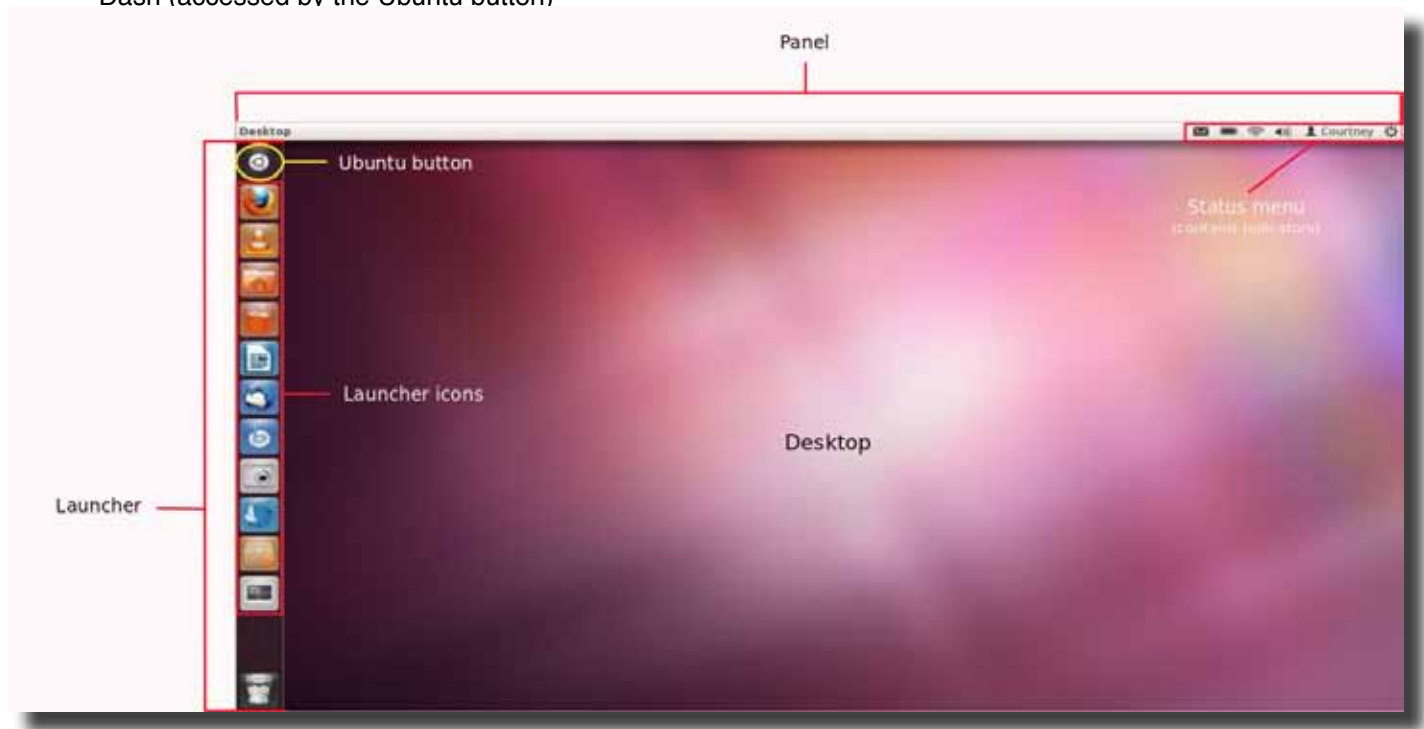 Dash (accessed by the Ubuntu button)
Panel
Desktop
Courtney
Ubuntu button
Status menu
Launcher icons
Desktop
Launcher